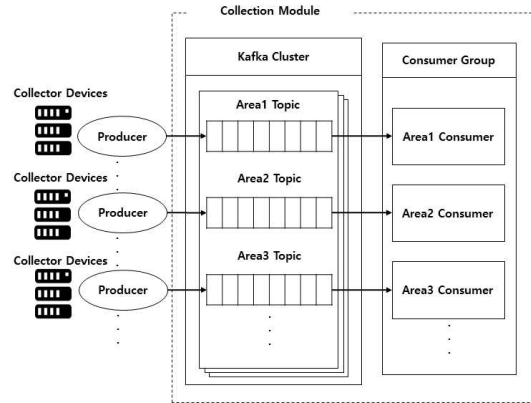 Collection Module
Kafka Cluster
Consumer Group
Collector Devices
Producer
Area1 Topic
Area1 Consumer
Collector Devices
Producer
Area2 Topic
Area2 Consumer
Collector Devices
Producer
Area3 Topic
Area3 Consumer